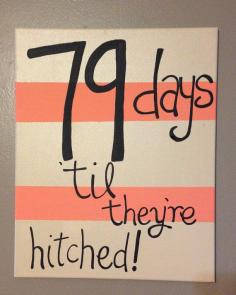 79 days
'til
they're
hitched!